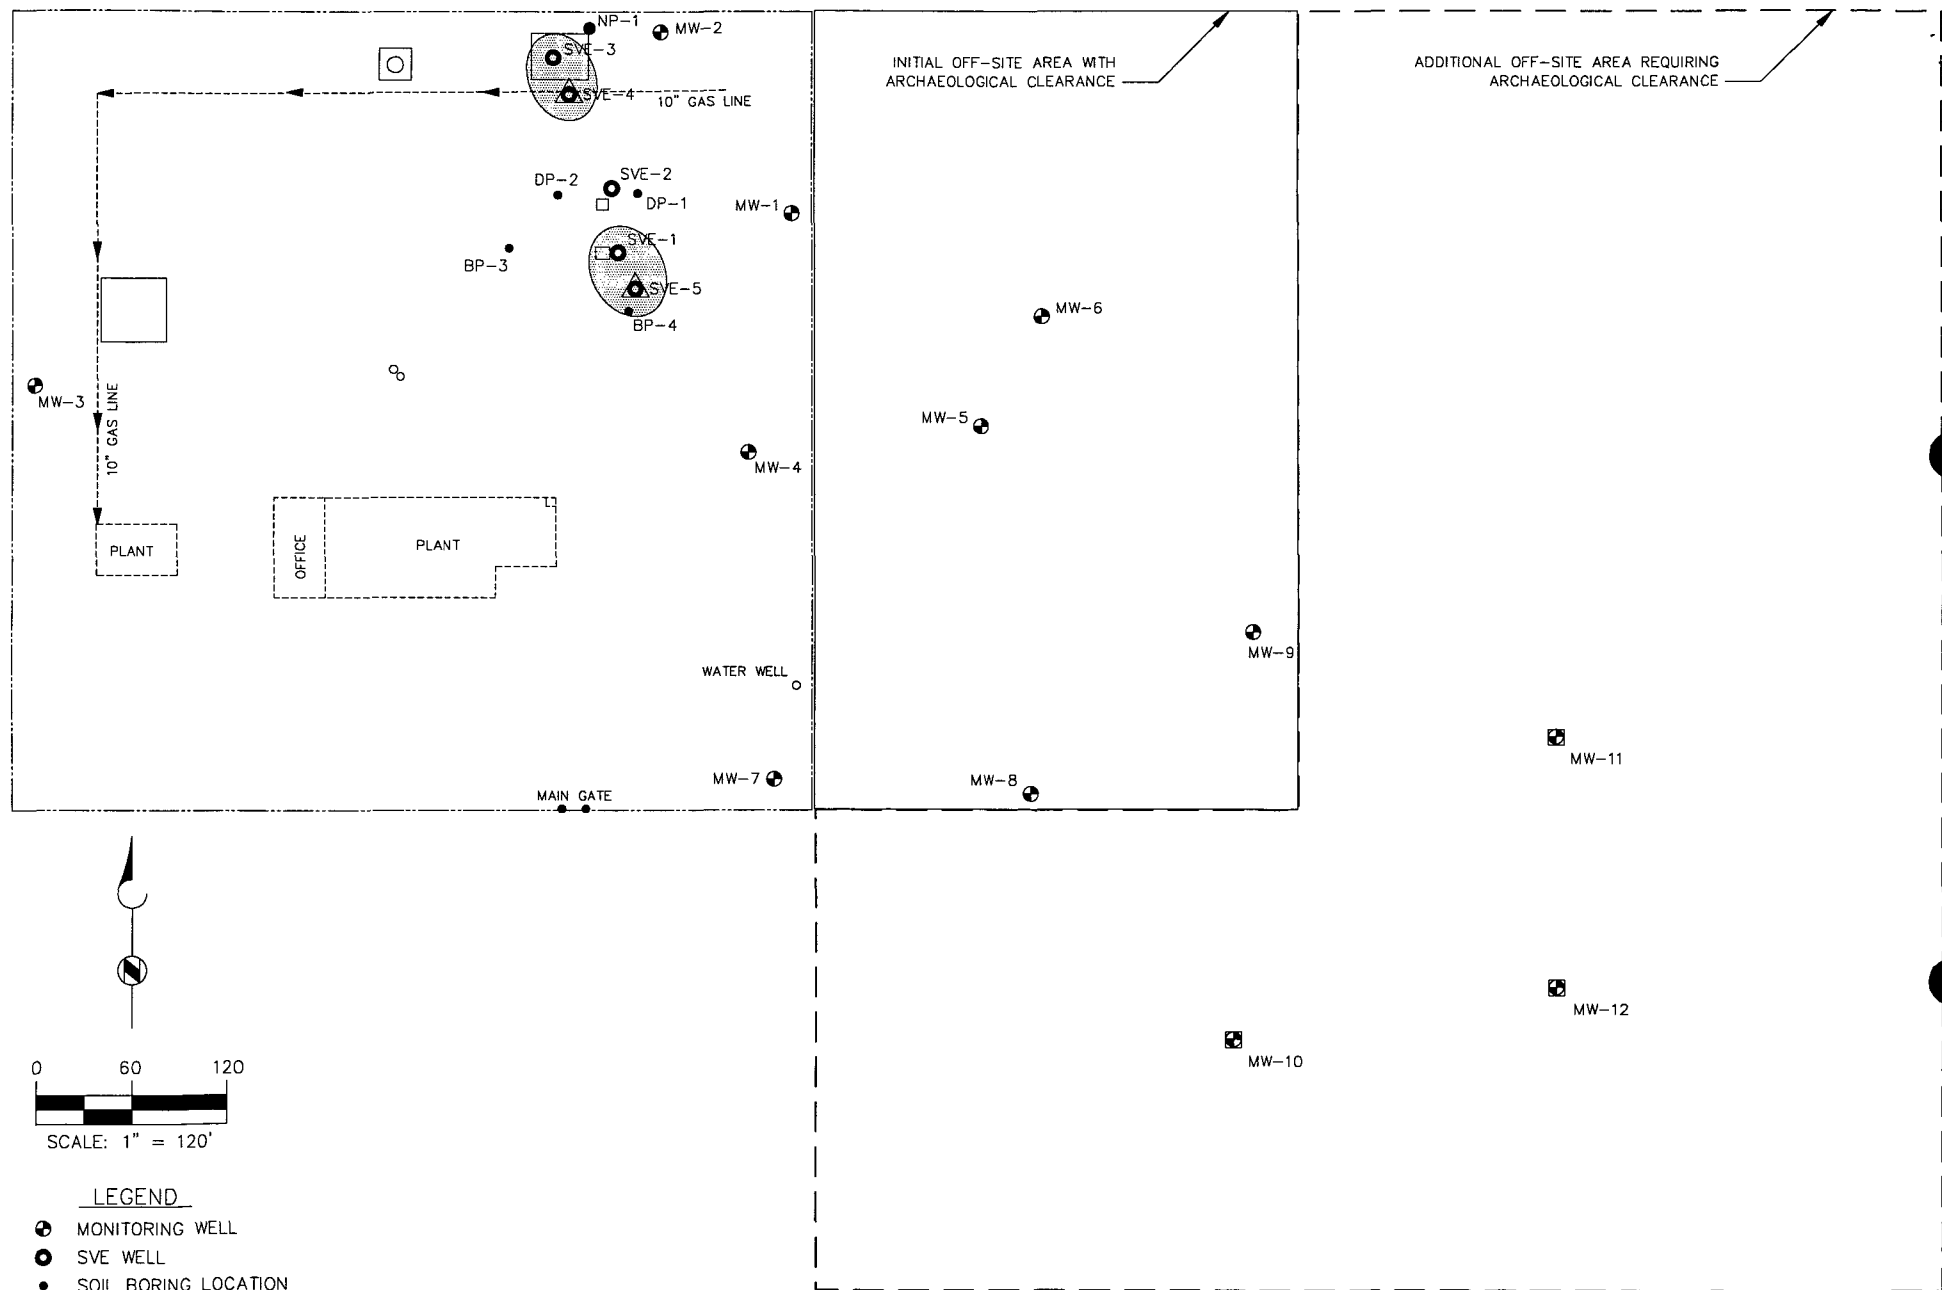 NP-1
MW-2
SVE-3
SVE-4
10" GAS LINE
INITIAL OFF-SITE AREA WITH
ARCHAEOLOGICAL CLEARANCE
ADDITIONAL OFF-SITE AREA REQUIRING
ARCHAEOLOGICAL CLEARANCE
DP-2
SVE-2
DP-1
MW-1
BP-3
SVE-1
SVE-5
BP-4
MW-6
MW-3
10" GAS LINE
MW-5
MW-4
PLANT
OFFICE
PLANT
MW-9
WATER WELL
MW-11
MW-7
MW-8
MAIN GATE
MW-12
MW-10
0 60 120
SCALE: 1" = 120'
LEGEND
MONITORING WELL
SVE WELL
SOIL BORING LOCATION